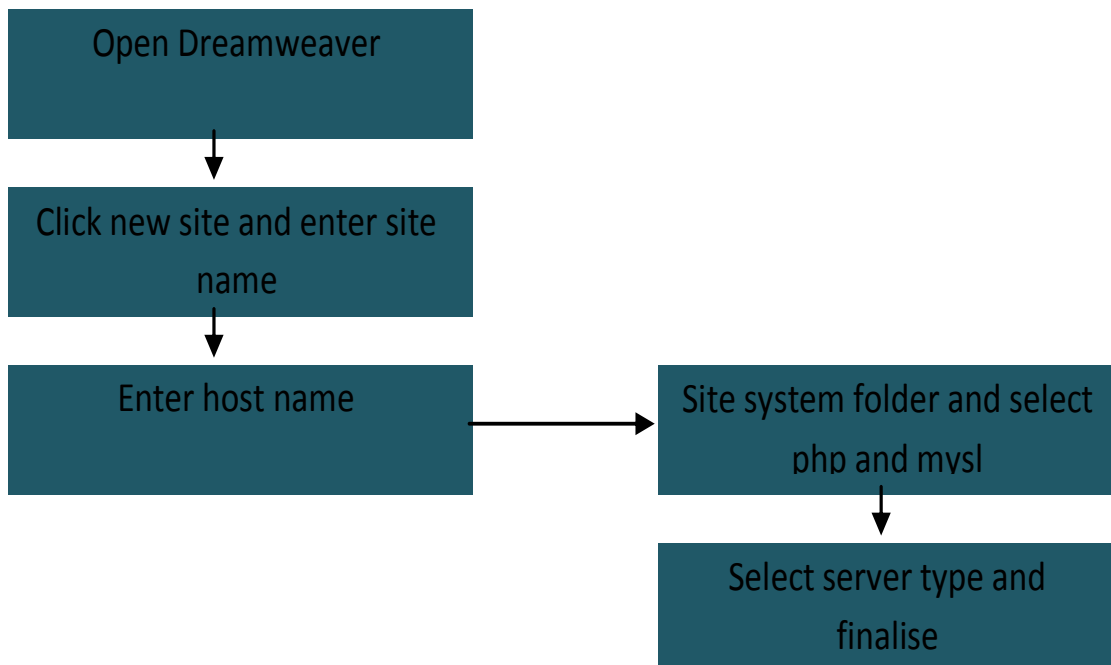 Open Dreamweaver
Click new site and enter site
name
Enter host name
Site system folder and select
php and mysl
Select server type and
finalise